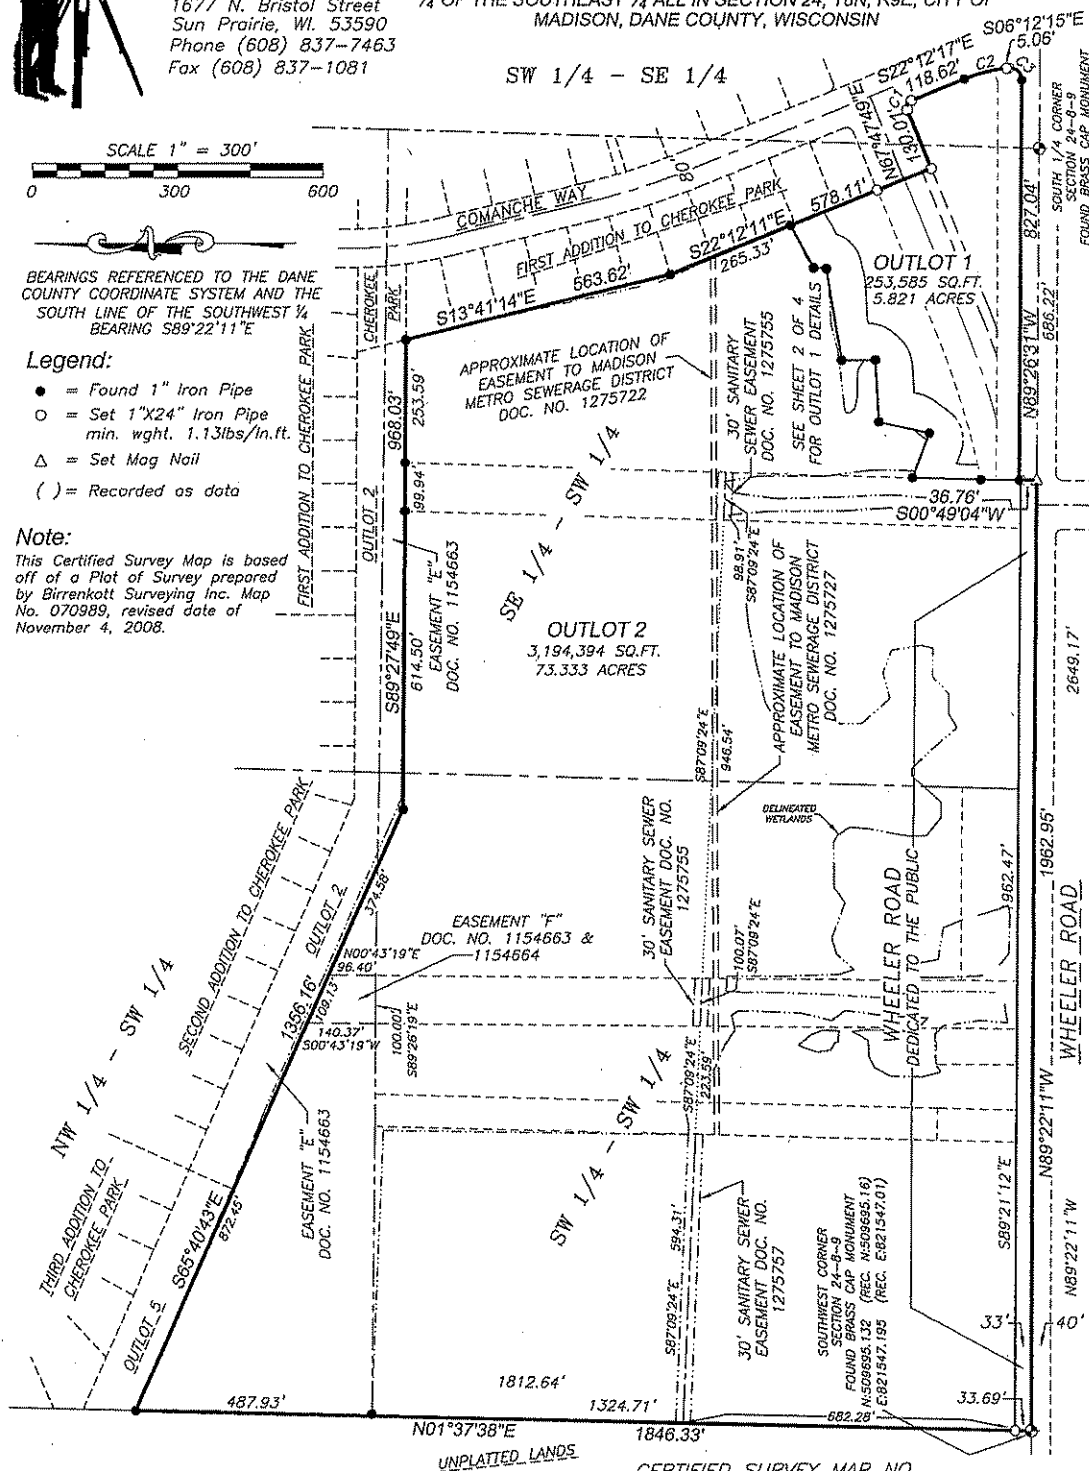 1677 N. Bristol Street
Sun Prairie, WI. 53590
Phone (608) 837-7463
Fax (608) 837-1081
¼ OF THE SOUTHEAST ¼ ALL IN SECTION 24, T8N, R9E, CITY OF
MADISON, DANE COUNTY, WISCONSIN
SW 1/4 - SE 1/4
S06°12'15"E
5.06'
S22°12'17"E
118.62'
C2
C3
C1
N67°47'49"E
130.01'
SOUTH 1/4 CORNER
SECTION 24-8-9
FOUND BRASS CAP MONUMENT
SCALE 1" = 300'
0 300 600
BEARINGS REFERENCED TO THE DANE
COUNTY COORDINATE SYSTEM AND THE
SOUTH LINE OF THE SOUTHWEST ¼
BEARING S89°22'11"E
Legend:
● = Found 1" Iron Pipe
○ = Set 1"X24" Iron Pipe
min. wght. 1.13lbs/ln.ft.
△ = Set Mag Nail
( ) = Recorded as data
Note:
This Certified Survey Map is based
off of a Plat of Survey prepared
by Birrenkott Surveying Inc. Map
No. 070989, revised date of
November 4, 2008.
COMANCHE WAY
80
FIRST ADDITION TO CHEROKEE PARK
578.11'
S22°12'11"E
265.33'
563.62'
S13°41'14"E
CHEROKEE
PARK
FIRST ADDITION TO CHEROKEE PARK
OUTLOT 2
968.03'
253.59'
99.94'
S89°27'49"E
614.50'
EASEMENT "E"
DOC. NO. 1154663
APPROXIMATE LOCATION OF
EASEMENT TO MADISON
METRO SEWERAGE DISTRICT
DOC. NO. 1275722
30' SANITARY
SEWER EASEMENT
DOC. NO. 1275755
SEE SHEET 2 OF 4
FOR OUTLOT 1 DETAILS
OUTLOT 1
253,585 SQ.FT.
5.821 ACRES
827.04'
N89°26'31"W
686.22'
36.76'
S00°49'04"W
98.91'
S87°09'24"E
SE 1/4 - SW 1/4
OUTLOT 2
3,194,394 SQ.FT.
73.333 ACRES
APPROXIMATE LOCATION OF
EASEMENT TO MADISON
METRO SEWERAGE DISTRICT
DOC. NO. 1275727
2649.17'
S87°09'24"E
946.54'
DELINEATED
WETLANDS
SECOND ADDITION TO CHEROKEE PARK
OUTLOT 2
374.58'
30' SANITARY SEWER
EASEMENT DOC. NO.
1275755
EASEMENT "F"
DOC. NO. 1154663 &
1154664
N00°43'19"E
96.40'
109.13'
1356.16'
140.37'
S00°43'19"W
100.00'
S89°26'19"E
100.07'
S87°09'24"E
WHEELER ROAD
DEDICATED TO THE PUBLIC
962.47'
1962.95'
WHEELER ROAD
NW 1/4 - SW 1/4
SW 1/4 - SW 1/4
S87°09'24"E
223.59'
EASEMENT "E"
DOC. NO. 1154663
THIRD ADDITION TO
CHEROKEE PARK
S65°40'43"E
872.45'
OUTLOT 5
S87°09'24"E
594.31'
30' SANITARY SEWER
EASEMENT DOC. NO.
1275757
SOUTHWEST CORNER
SECTION 24-8-9
FOUND BRASS CAP MONUMENT
N:509695.132 (REC. N:509695.16)
E:821547.195 (REC. E:821547.01)
S89°21'12"E
N89°22'11"W
N89°22'11"W
33'
40'
33.69'
487.93'
1812.64'
1324.71'
682.28'
N01°37'38"E
1846.33'
UNPLATTED LANDS
CERTIFIED SURVEY MAP NO.